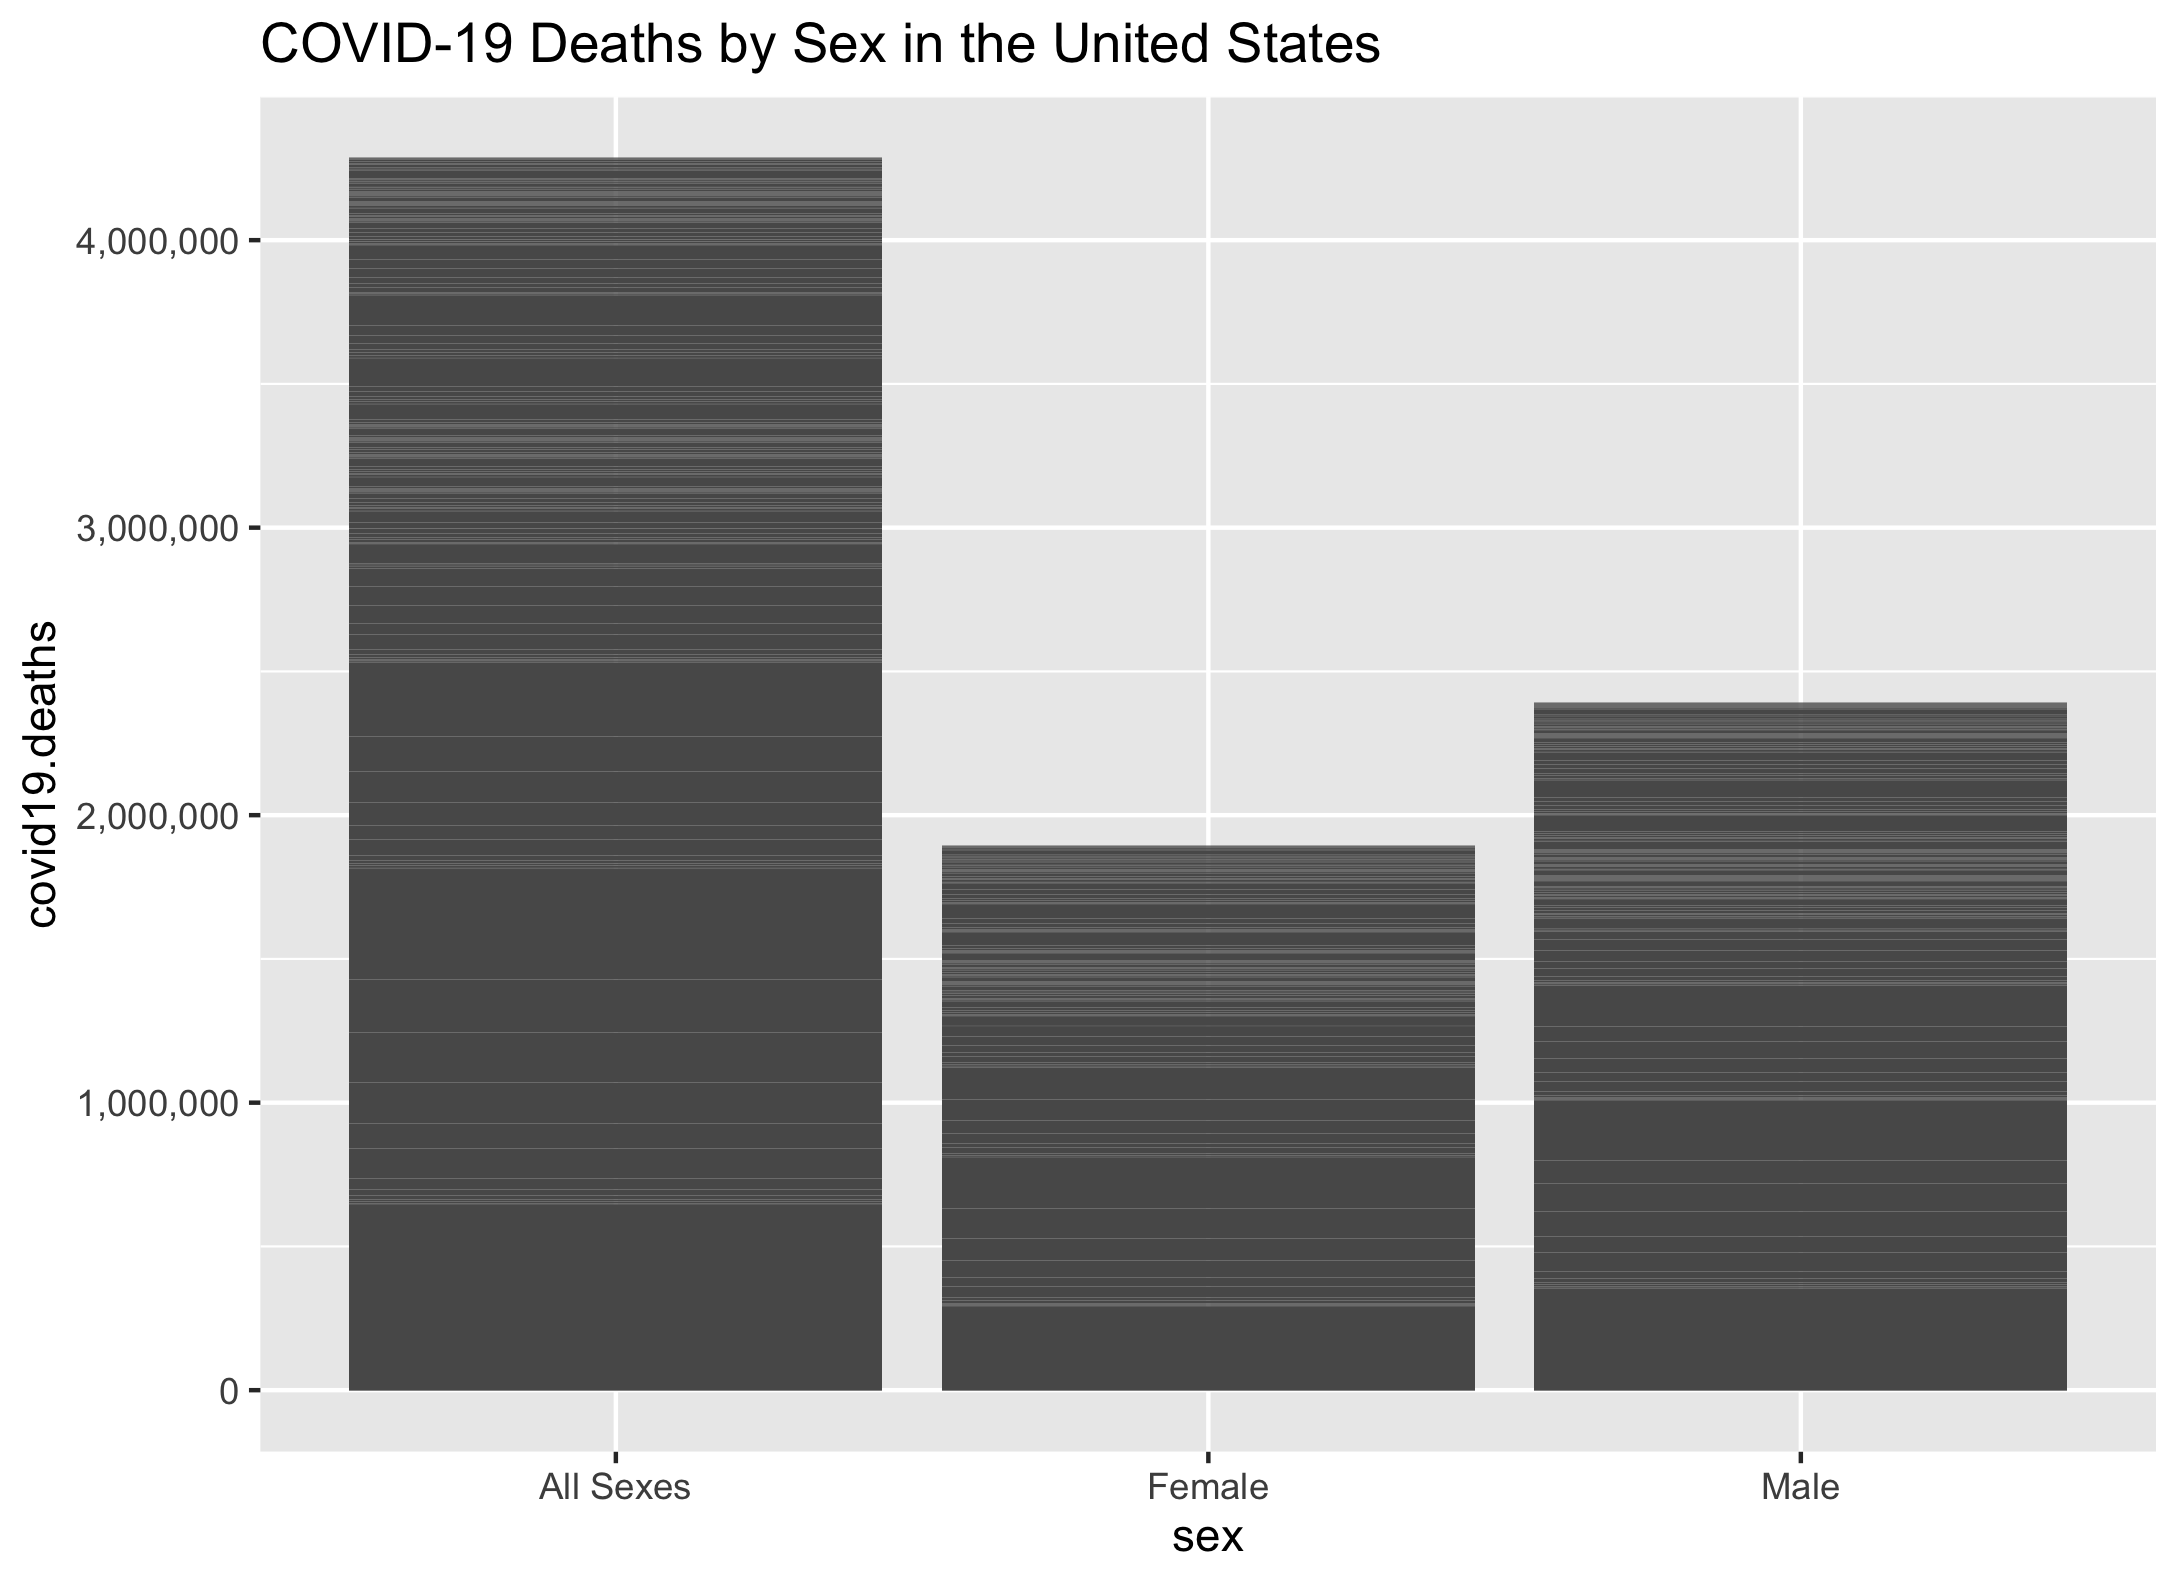 COVID-19 Deaths by Sex in the United States
covid19.deaths
4,000,000
3,000,000
2,000,000
1,000,000
0
All Sexes Female Male
sex